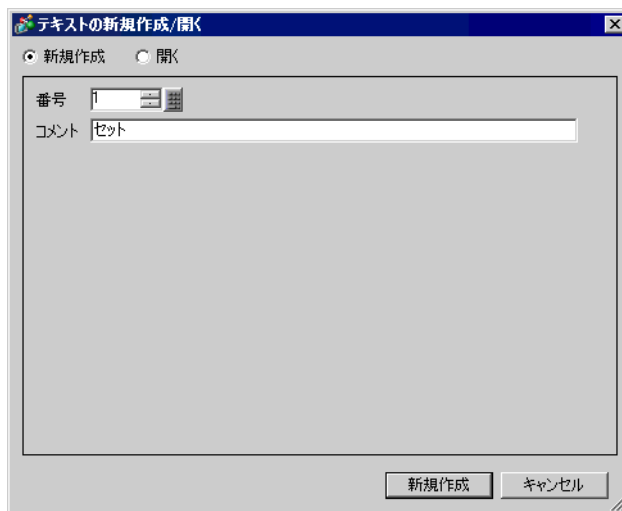 テキストの新規作成/開く
新規作成 開く
番号 1
コメント セット
新規作成 キャンセル